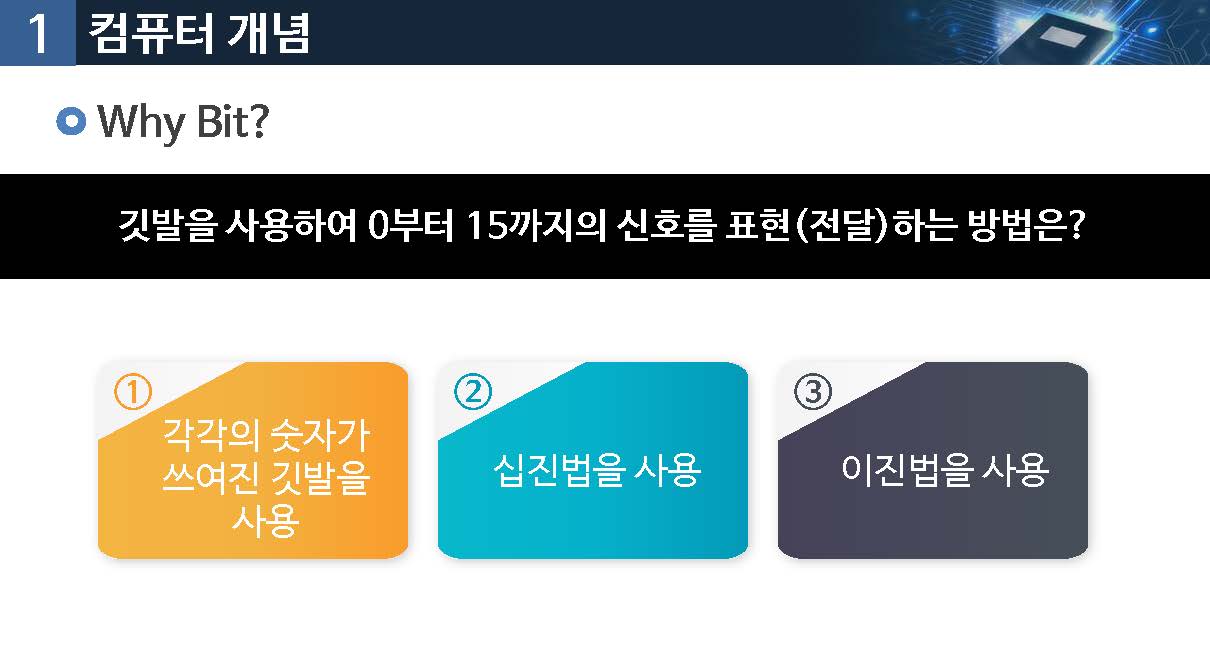 1 컴퓨터 개념
Why Bit?
깃발을 사용하여 0부터 15까지의 신호를 표현(전달)하는 방법은?
①
각각의 숫자가
쓰여진 깃발을
사용
②
십진법을 사용
③
이진법을 사용